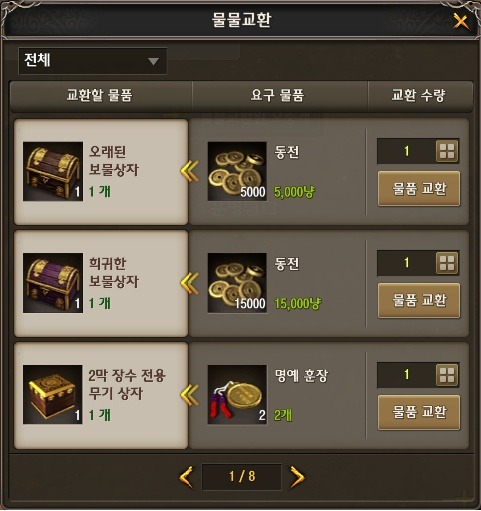 물물교환
전체
교환할 물품
요구 물품
교환 수량
오래된
보물상자
1
1 개
동전
5000
5,000냥
1
물품 교환
희귀한
보물상자
1
1 개
동전
15000
15,000냥
1
물품 교환
2막 장수 전용
무기 상자
1
1 개
명예 훈장
2
2개
1
물품 교환
1 / 8